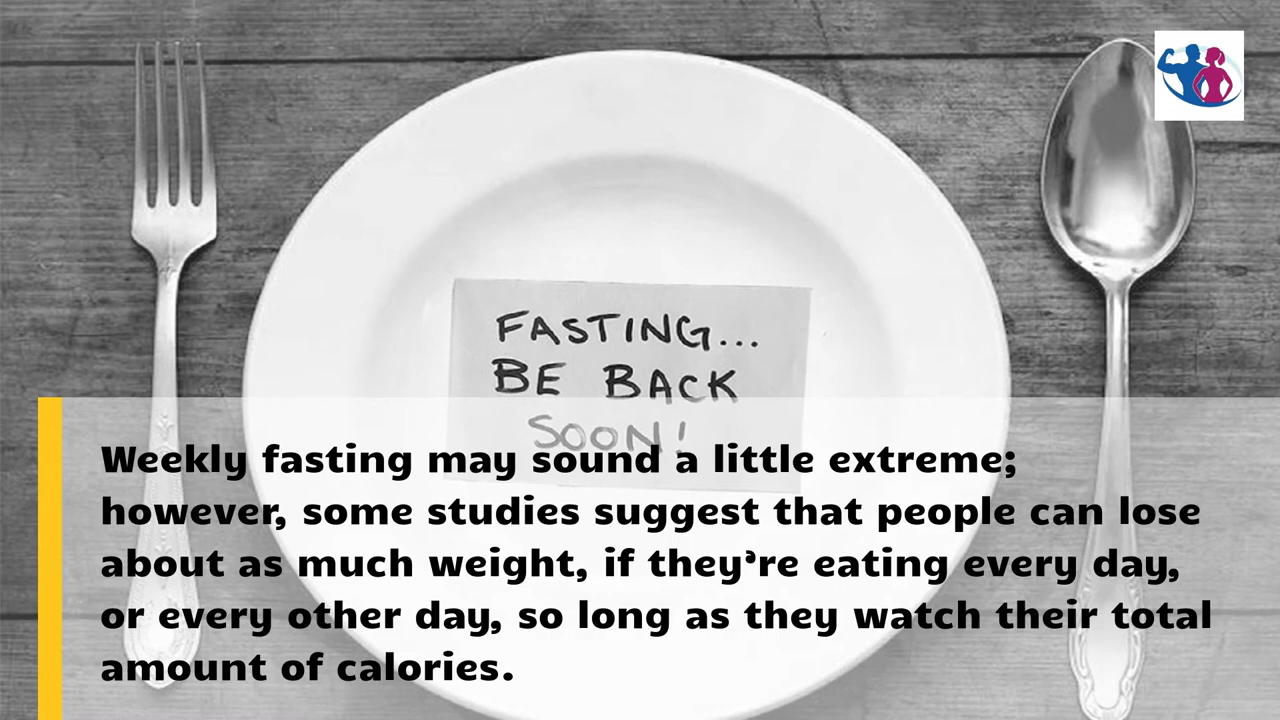 FASTING...
BE BACK
SOON!
Weekly fasting may sound a little extreme;
however, some studies suggest that people can lose
about as much weight, if they're eating every day,
or every other day, so long as they watch their total
amount of calories.